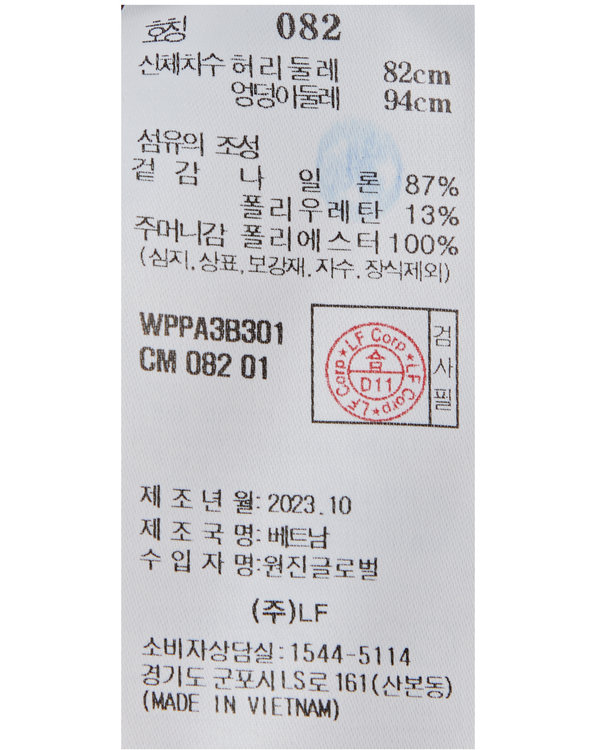 호칭 082
신체치수 허리둘레 82cm
엉덩이둘레 94cm
섬유의 조성
겉감 나일론 87%
폴리우레탄 13%
주머니감 폴리에스터 100%
(심지, 상표, 보강재, 자수, 장식제외)
WPPA3B301
CM 082 01
LF Corp ★ LF Corp ★ LF Corp ★
合
D11
검사필
제조년월: 2023.10
제조국명: 베트남
수입자명:원진글로벌
(주)LF
소비자상담실: 1544-5114
경기도 군포시 LS로 161(산본동)
(MADE IN VIETNAM)